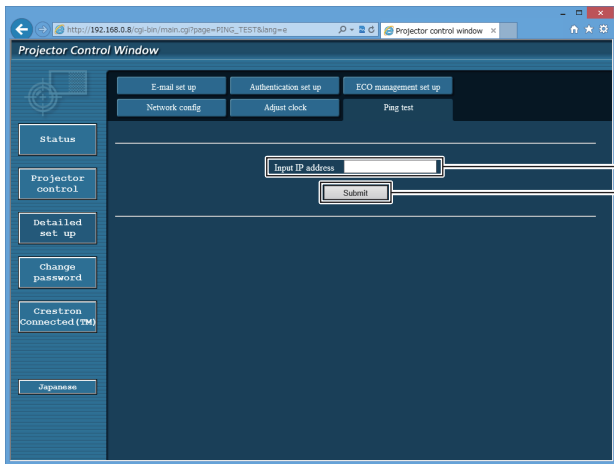 http://192.168.0.8/cgi-bin/main.cgi?page=PING_TEST&lang=e
Projector control window
Projector Control Window
E-mail set up
Authentication set up
ECO management set up
Network config
Adjust clock
Ping test
Status
Input IP address
Submit
Projector
control
Detailed
set up
Change
password
Crestron
Connected(TM)
Japanese